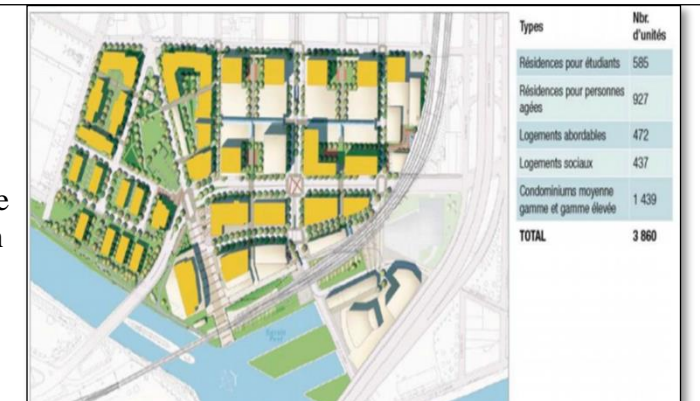 Types
Nbr. d'unités
Résidences pour étudiants 585
Résidences pour personnes
agées 927
Logements abordables 472
Logements sociaux 437
Condominiums moyenne
gamme et gamme élevée 1 439
TOTAL 3 860
e